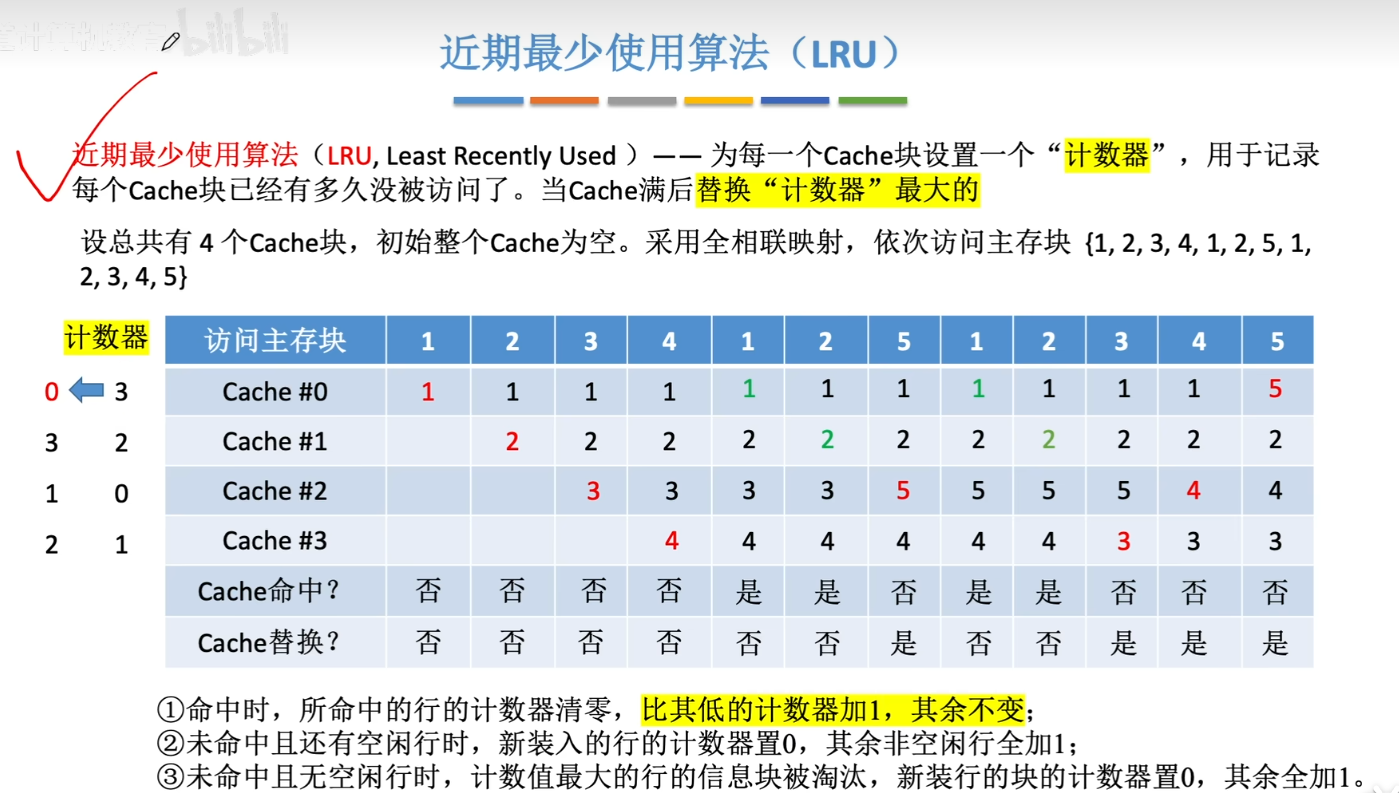 bilibili
近期最少使用算法（LRU）
近期最少使用算法（LRU, Least Recently Used ）—— 为每一个Cache块设置一个“计数器”，用于记录
每个Cache块已经有多久没被访问了。当Cache满后替换“计数器”最大的
设总共有 4 个Cache块，初始整个Cache为空。采用全相联映射，依次访问主存块 {1, 2, 3, 4, 1, 2, 5, 1,
2, 3, 4, 5}
计数器 访问主存块 1 2 3 4 1 2 5 1 2 3 4 5
0 3 Cache #0 1 1 1 1 1 1 1 1 1 1 1 5
3 2 Cache #1 2 2 2 2 2 2 2 2 2 2 2
1 0 Cache #2 3 3 3 3 5 5 5 5 4 4
2 1 Cache #3 4 4 4 4 4 4 3 3 3
Cache命中？ 否 否 否 否 是 是 否 是 是 否 否 否
Cache替换？ 否 否 否 否 否 否 是 否 否 是 是 是
①命中时，所命中的行的计数器清零，比其低的计数器加1，其余不变；
②未命中且还有空闲行时，新装入的行的计数器置0，其余非空闲行全加1；
③未命中且无空闲行时，计数值最大的行的信息块被淘汰，新装行的块的计数器置0，其余全加1。